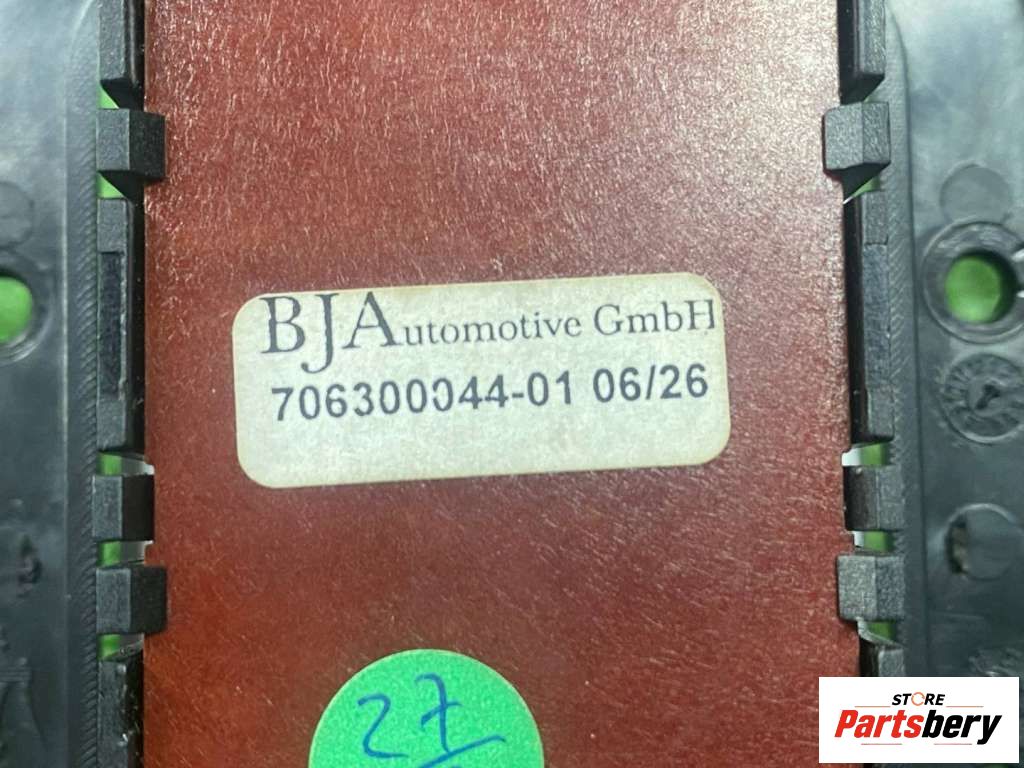 BJAutomotive GmbH
706300044-01 06/26
27
STORE
Partsbery